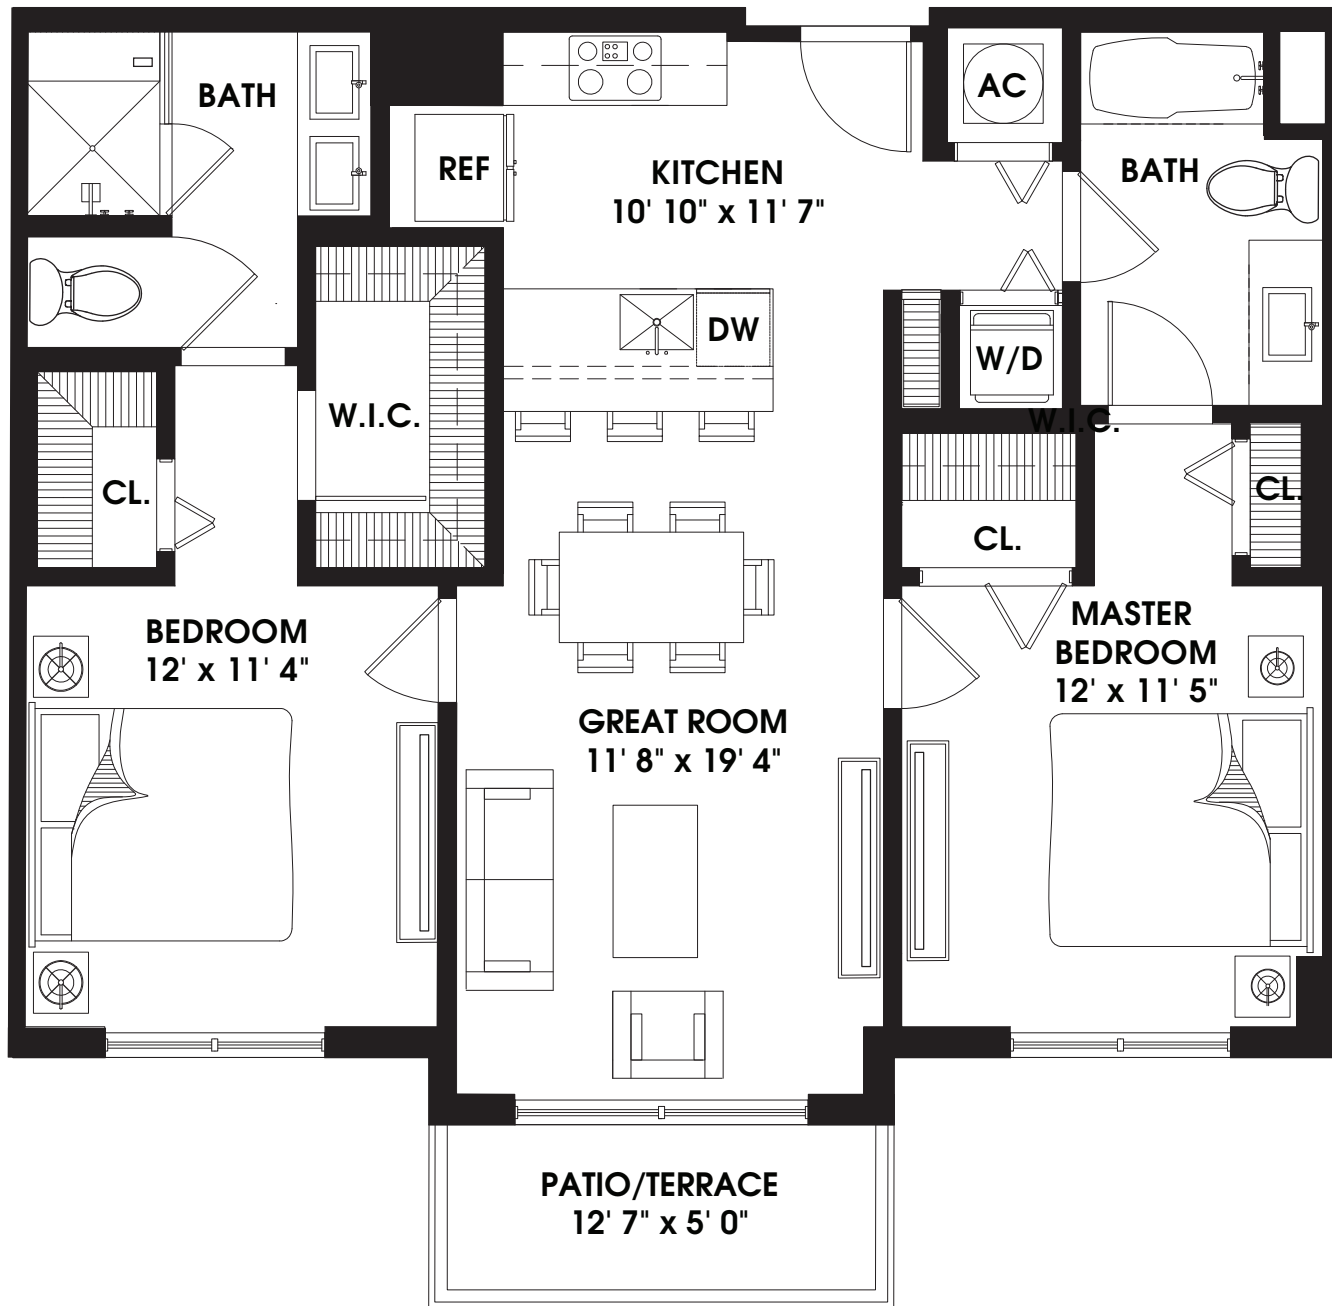 BATH
AC
REF
KITCHEN
10' 10" x 11' 7"
BATH
DW
W/D
W.I.C.
W.I.C.
CL.
CL.
CL.
BEDROOM
12' x 11' 4"
MASTER
BEDROOM
12' x 11' 5"
GREAT ROOM
11' 8" x 19' 4"
PATIO/TERRACE
12' 7" x 5' 0"